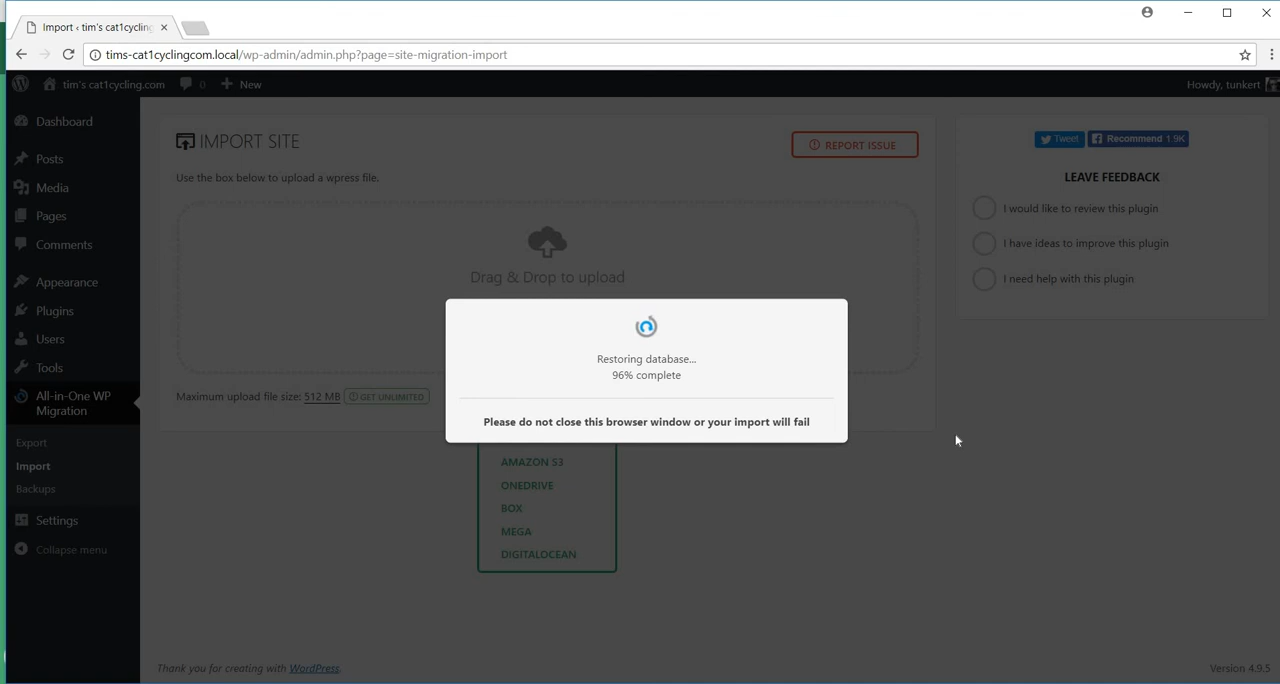 Import ‹ tim's cat1cycling
tims-cat1cyclingcom.local/wp-admin/admin.php?page=site-migration-import
tim's cat1cycling.com
0
New
Howdy, tunkert
Dashboard
Posts
Media
Pages
Comments
Appearance
Plugins
Users
Tools
All-in-One WP
Migration
Export
Import
Backups
Settings
Collapse menu
IMPORT SITE
REPORT ISSUE
Use the box below to upload a wpress file.
Drag & Drop to upload
Maximum upload file size: 512 MB
GET UNLIMITED
Restoring database...
96% complete
Please do not close this browser window or your import will fail
AMAZON S3
ONEDRIVE
BOX
MEGA
DIGITALOCEAN
Tweet
Recommend 1.9K
LEAVE FEEDBACK
I would like to review this plugin
I have ideas to improve this plugin
I need help with this plugin
Thank you for creating with WordPress.
Version 4.9.5